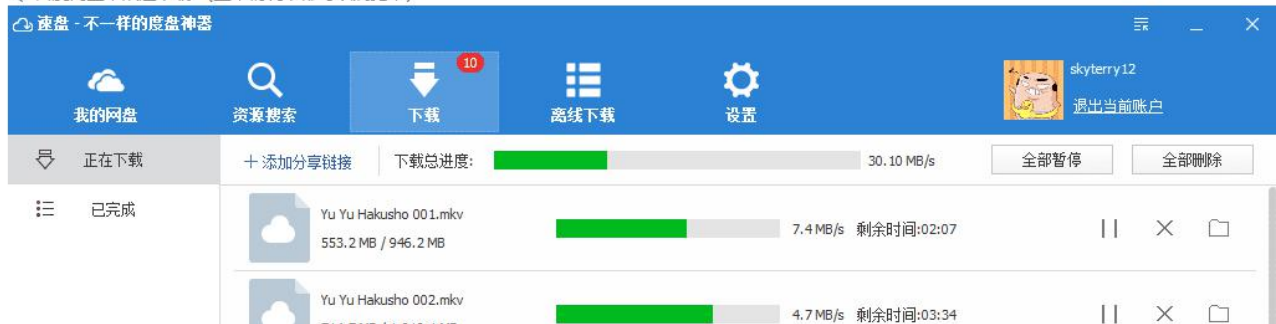 速盘 - 不一样的度盘神器
我的网盘
资源搜索
下载
10
离线下载
设置
skyterry12
退出当前账户
正在下载
已完成
+ 添加分享链接
下载总进度:
30.10 MB/s
全部暂停
全部删除
Yu Yu Hakusho 001.mkv
553.2 MB / 946.2 MB
7.4 MB/s 剩余时间:02:07
Yu Yu Hakusho 002.mkv
4.7 MB/s 剩余时间:03:34